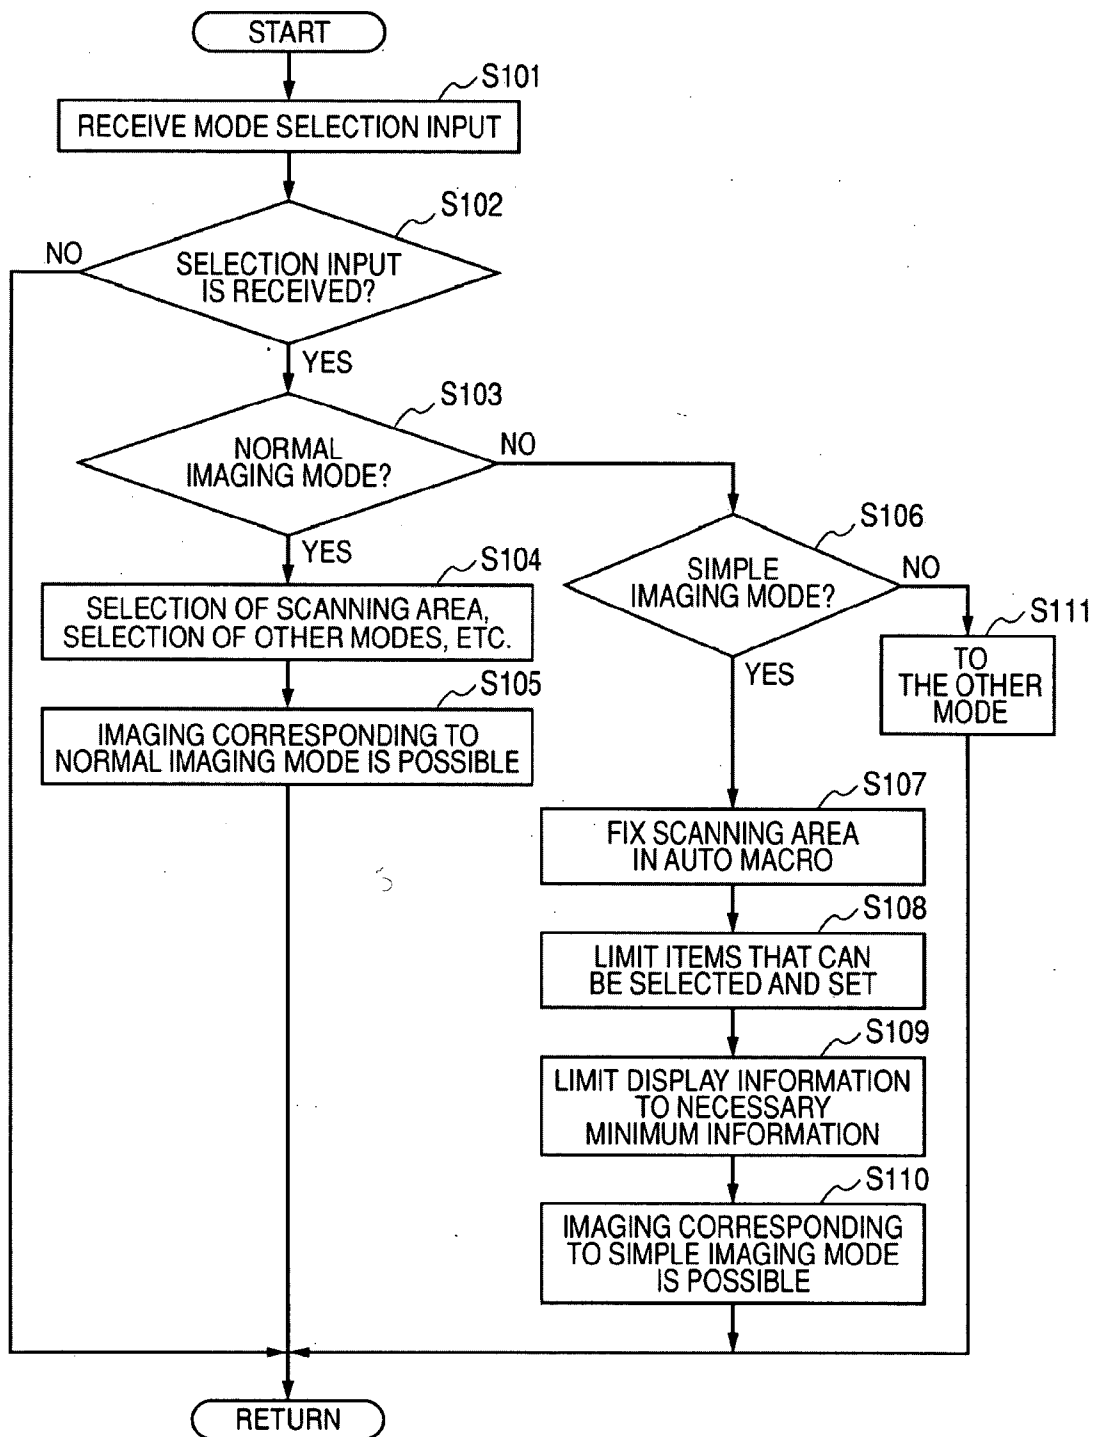 START
S101
RECEIVE MODE SELECTION INPUT
S102
NO
SELECTION INPUT
IS RECEIVED?
YES
S103
NORMAL
IMAGING MODE?
NO
YES
S104
SELECTION OF SCANNING AREA,
SELECTION OF OTHER MODES, ETC.
S105
IMAGING CORRESPONDING TO
NORMAL IMAGING MODE IS POSSIBLE
S106
SIMPLE
IMAGING MODE?
NO
YES
S111
TO
THE OTHER
MODE
S107
FIX SCANNING AREA
IN AUTO MACRO
S108
LIMIT ITEMS THAT CAN
BE SELECTED AND SET
S109
LIMIT DISPLAY INFORMATION
TO NECESSARY
MINIMUM INFORMATION
S110
IMAGING CORRESPONDING
TO SIMPLE IMAGING MODE
IS POSSIBLE
RETURN